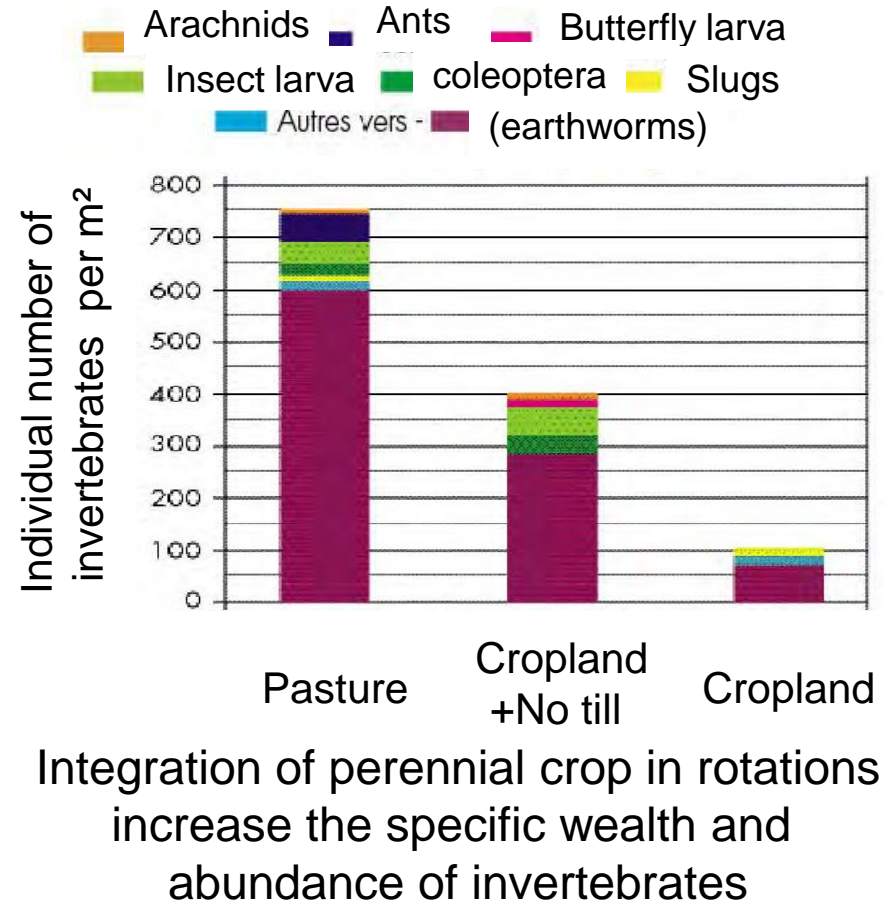 Arachnids Ants Butterfly larva
Insect larva coleoptera Slugs
Autres vers - (earthworms)
Individual number of
invertebrates per m²
800
700
600
500
400
300
200
100
0
Pasture Cropland +No till Cropland
Integration of perennial crop in rotations
increase the specific wealth and
abundance of invertebrates